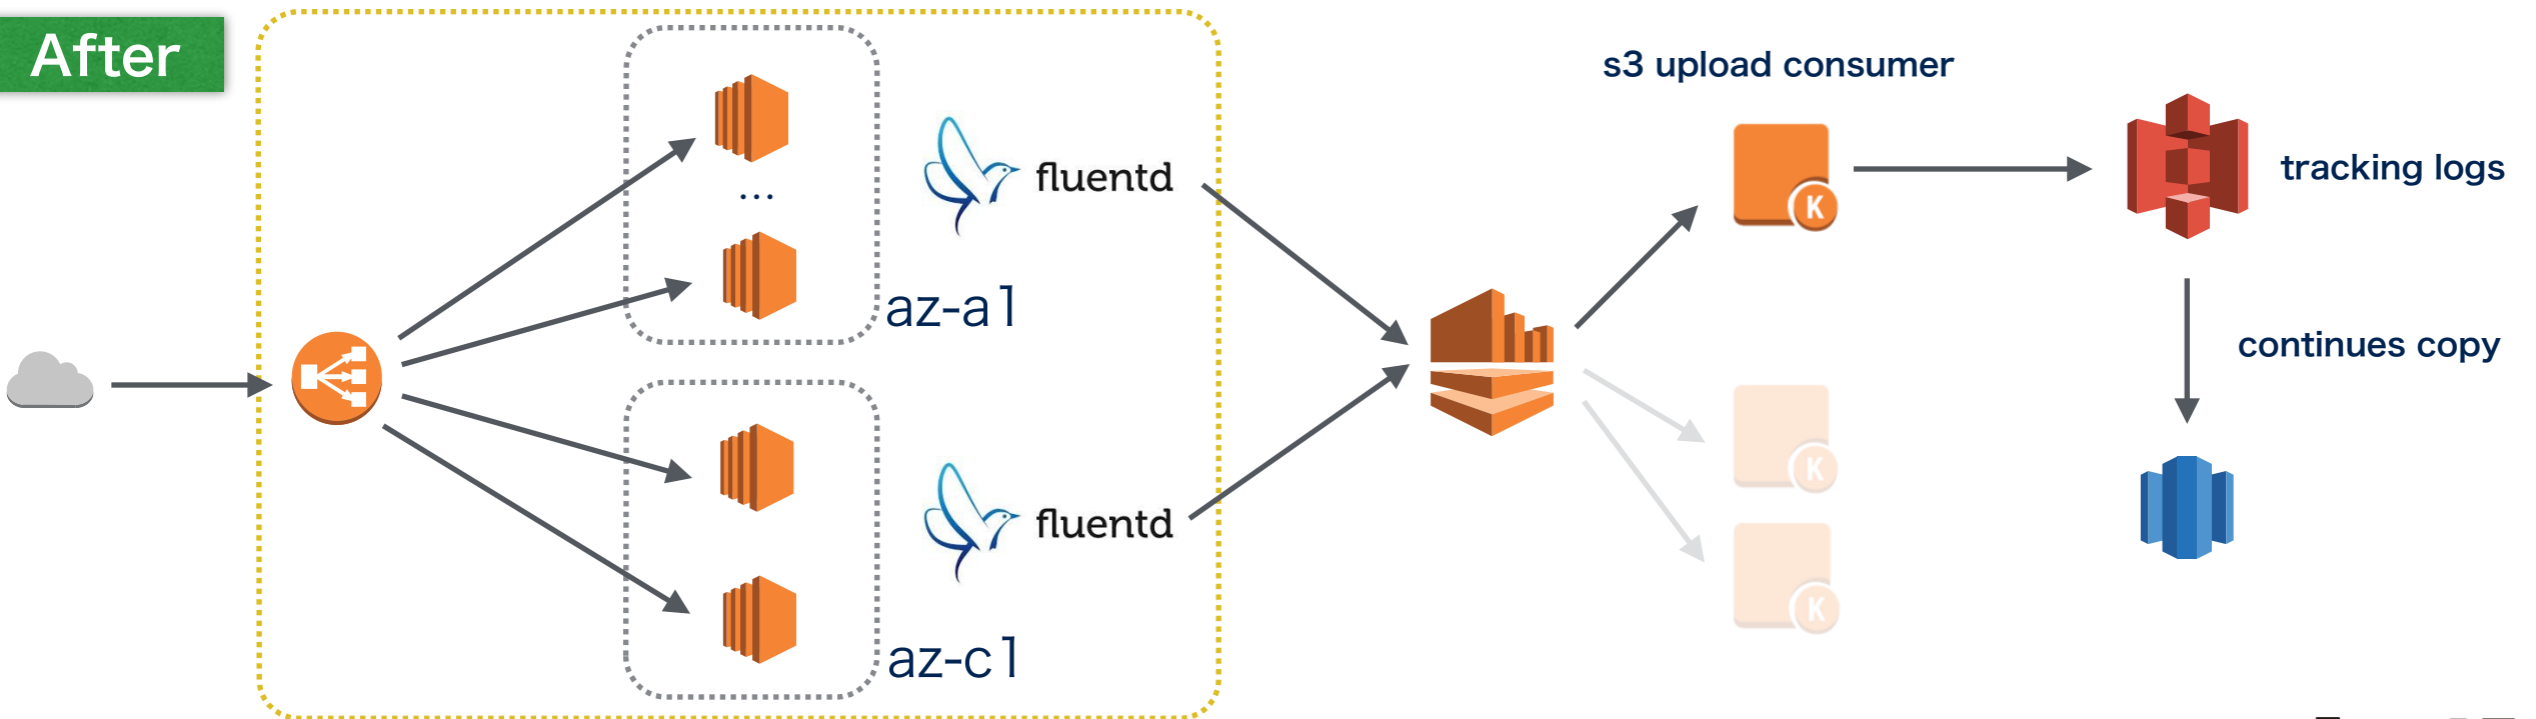 After
s3 upload consumer
fluentd
tracking logs
...
az-a1
continues copy
K
K
fluentd
K
az-c1